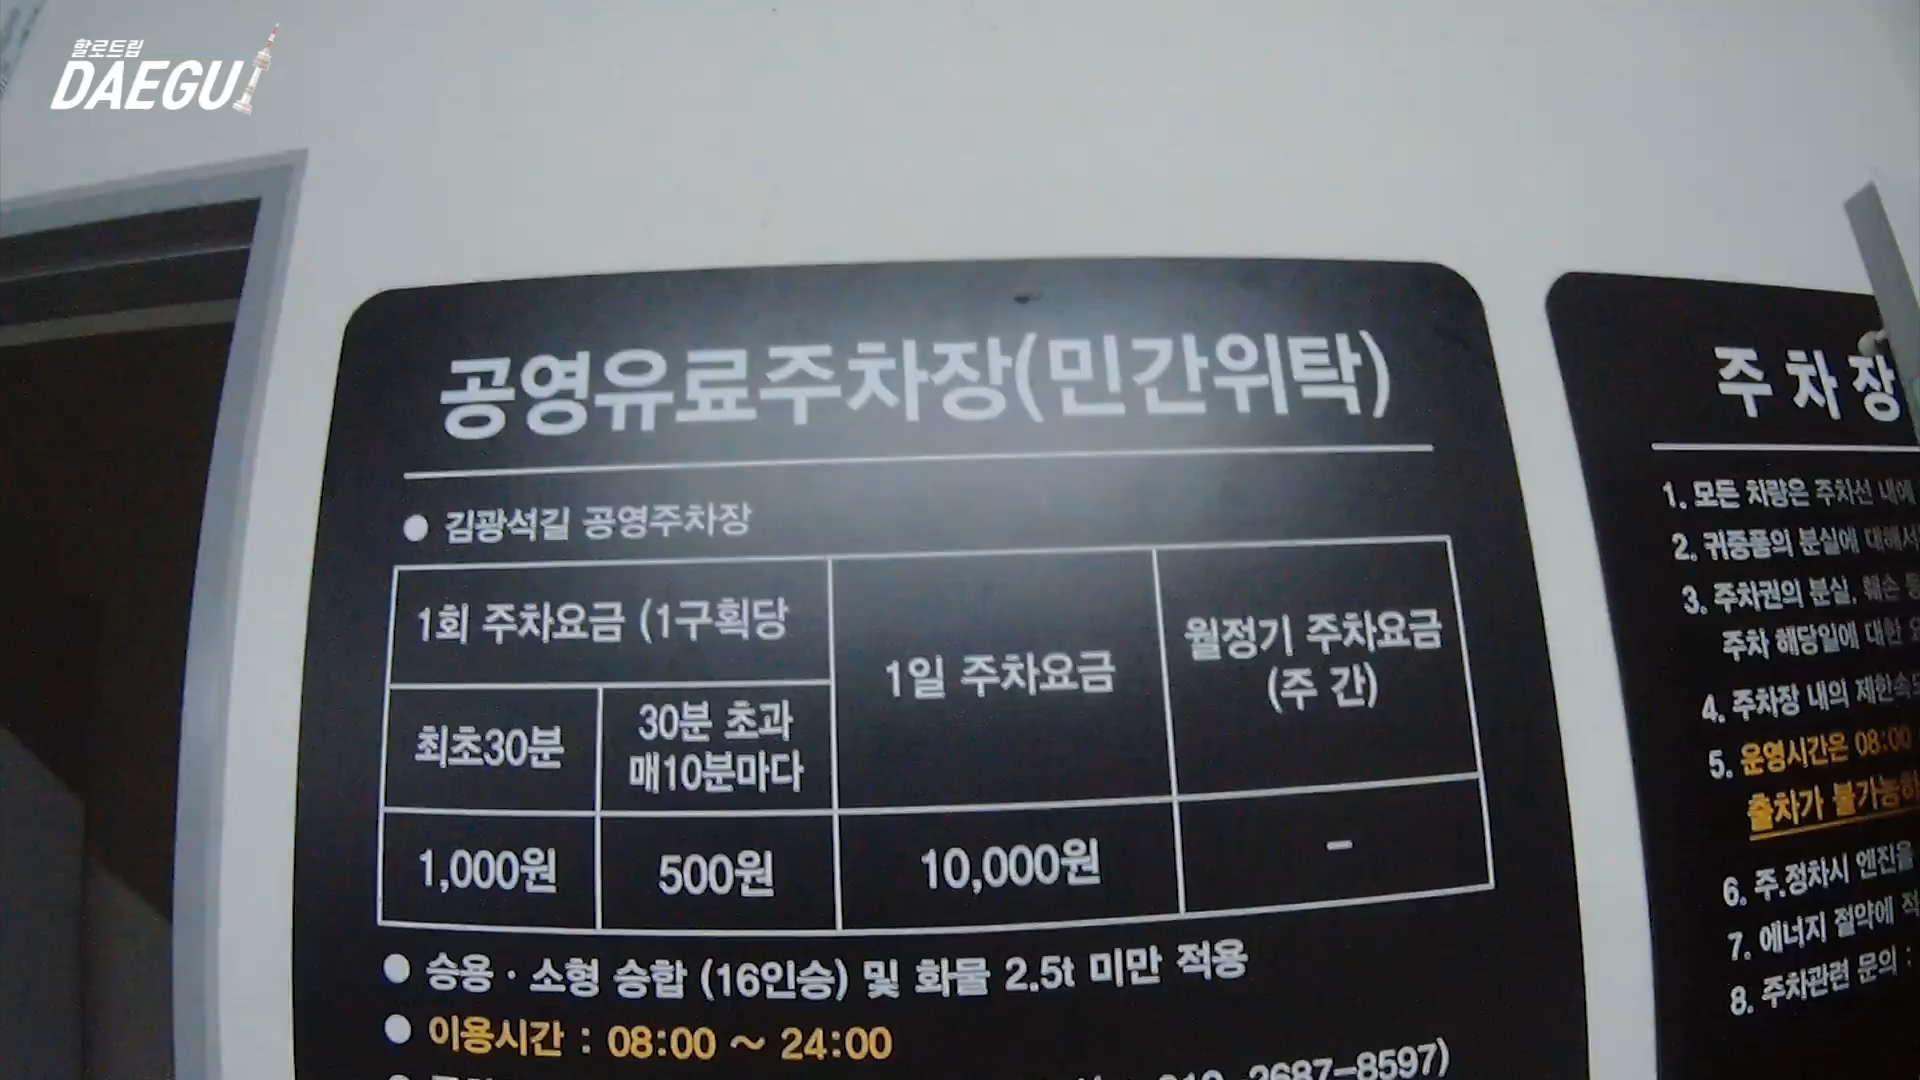 할로트립
DAEGU
공영유료주차장(민간위탁)
● 김광석길 공영주차장
1회 주차요금 (1구획당
1일 주차요금
월정기 주차요금
(주 간)
최초30분
30분 초과
매10분마다
1,000원
500원
10,000원
-
● 승용·소형 승합 (16인승) 및 화물 2.5t 미만 적용
● 이용시간 : 08:00 ~ 24:00
2687-8597)
주차장
1. 모든 차량은 주차선 내에
2. 귀중품의 분실에 대해서
3. 주차권의 분실, 훼손
주차 해당일에 대한
4. 주차장 내의 제한속도
5. 운영시간은 08:00
출차가 불가능하
6. 주.정차시 엔진을
7. 에너지 절약에 적
8. 주차관련 문의 :